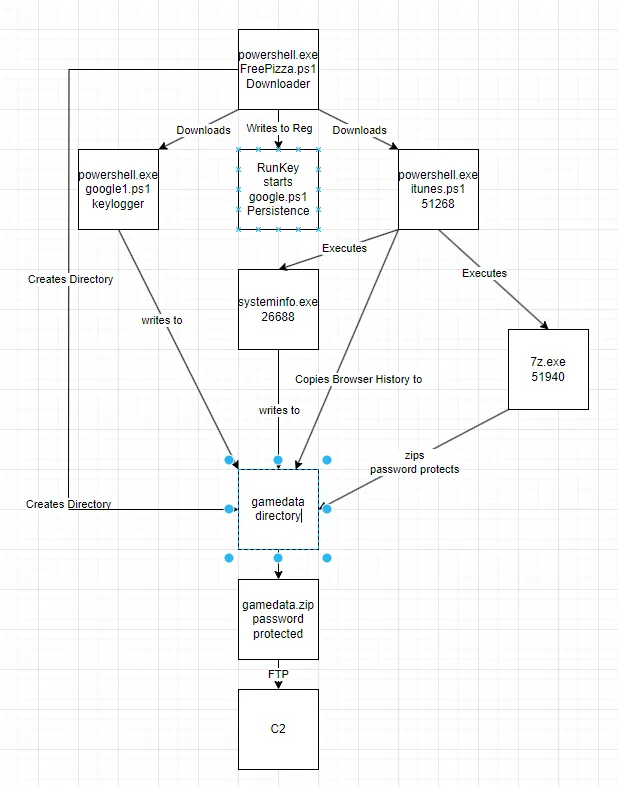 powershell.exe
FreePizza.ps1
Downloader
Downloads
Writes to Reg
Downloads
powershell.exe
google1.ps1
keylogger
RunKey
starts
google.ps1
Persistence
powershell.exe
itunes.ps1
51268
Creates Directory
writes to
Executes
Executes
systeminfo.exe
26688
7z.exe
51940
Copies Browser History to
writes to
zips
password protects
Creates Directory
gamedata
directory
gamedata.zip
password
protected
FTP
C2